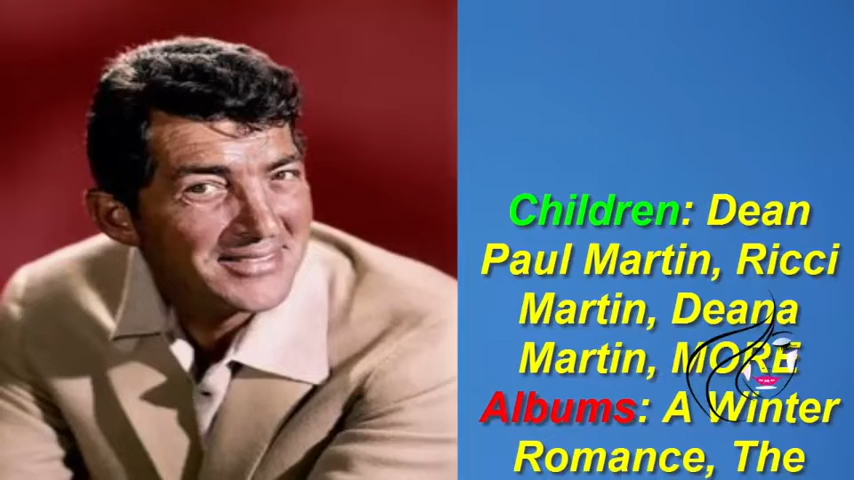 Children: Dean
Paul Martin, Ricci
Martin, Deana
Martin, MORE
Albums: A Winter
Romance, The